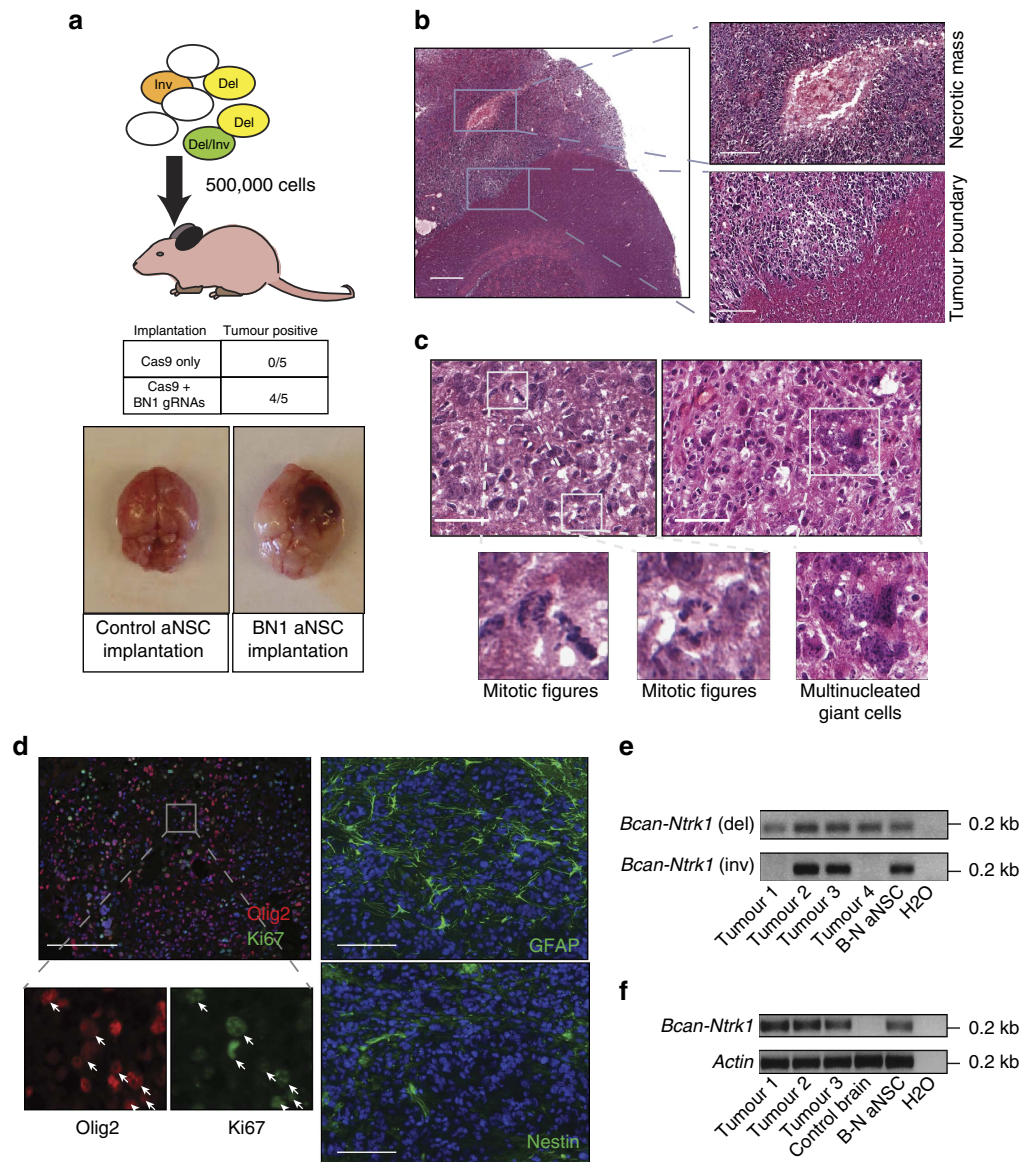 a
Inv
Del
Del
Del/Inv
500,000 cells
Implantation Tumour positive
Cas9 only 0/5
Cas9 +
BN1 gRNAs 4/5
Control aNSC
implantation
BN1 aNSC
implantation
b
Necrotic mass
Tumour boundary
c
Mitotic figures
Mitotic figures
Multinucleated
giant cells
d
Olig2
Ki67
GFAP
Nestin
Olig2
Ki67
e
Bcan-Ntrk1 (del) 0.2 kb
Bcan-Ntrk1 (inv) 0.2 kb
Tumour 1
Tumour 2
Tumour 3
Tumour 4
B-N aNSC
H2O
f
Bcan-Ntrk1 0.2 kb
Actin 0.2 kb
Tumour 1
Tumour 2
Tumour 3
Control brain
B-N aNSC
H2O